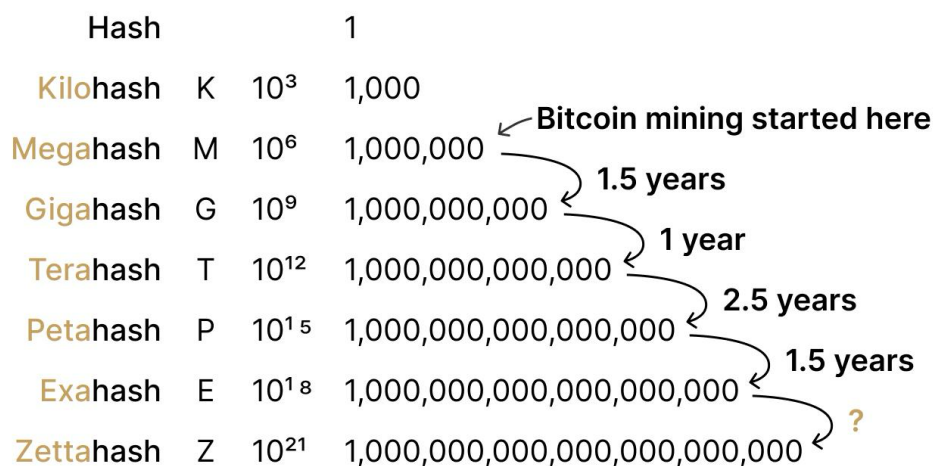 Hash 1
Kilohash K 10³ 1,000
Bitcoin mining started here
Megahash M 10⁶ 1,000,000
1.5 years
Gigahash G 10⁹ 1,000,000,000
1 year
Terahash T 10¹² 1,000,000,000,000
2.5 years
Petahash P 10¹⁵ 1,000,000,000,000,000
1.5 years
Exahash E 10¹⁸ 1,000,000,000,000,000,000
?
Zettahash Z 10²¹ 1,000,000,000,000,000,000,000